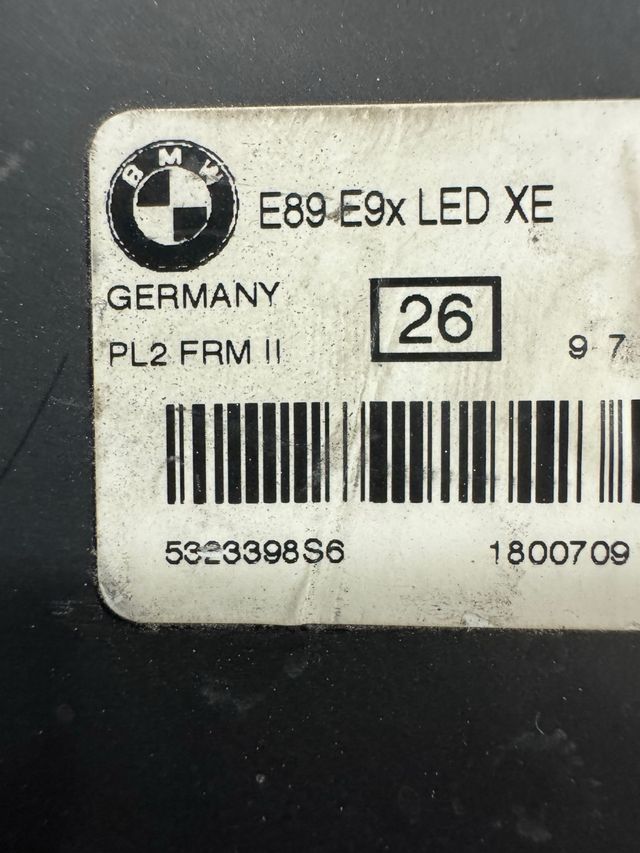 BMW
E89 E9x LED XE
GERMANY
26
PL2 FRM II
9 7
5323398S6
1800709